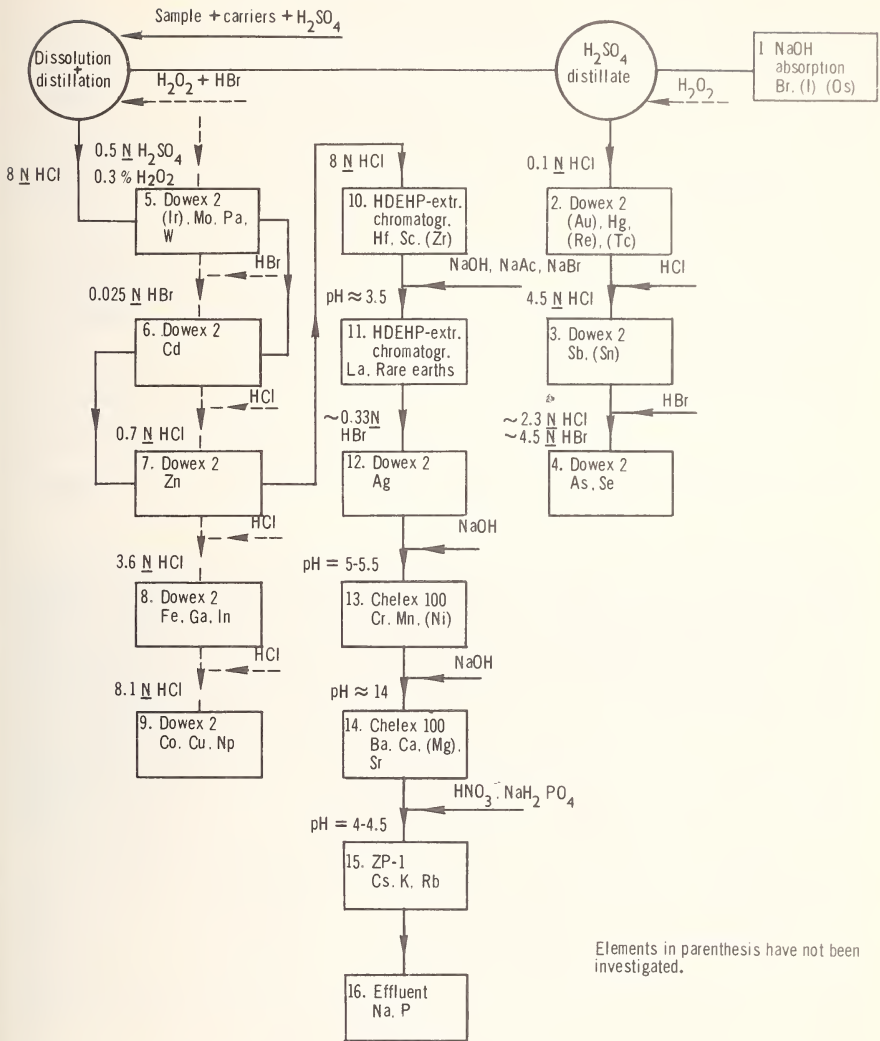 Sample + carriers + H2SO4
Dissolution
+
distillation
H2O2 + HBr
H2SO4
distillate
H2O2
1 NaOH
absorption
Br. (I) (Os)
8 N HCl
0.5 N H2SO4
0.3 % H2O2
5. Dowex 2
(Ir). Mo. Pa,
W
HBr
0.025 N HBr
6. Dowex 2
Cd
HCl
0.7 N HCl
7. Dowex 2
Zn
HCl
3.6 N HCl
8. Dowex 2
Fe. Ga. In
HCl
8.1 N HCl
9. Dowex 2
Co. Cu. Np
8 N HCl
10. HDEHP-extr.
chromatogr.
Hf, Sc. (Zr)
NaOH, NaAc, NaBr
pH ≈ 3.5
11. HDEHP-extr.
chromatogr.
La, Rare earths
~0.33N
HBr
12. Dowex 2
Ag
NaOH
pH = 5-5.5
13. Chelex 100
Cr. Mn. (Ni)
NaOH
pH ≈ 14
14. Chelex 100
Ba. Ca. (Mg).
Sr
HNO3. NaH2 PO4
pH = 4-4.5
15. ZP-1
Cs. K. Rb
16. Effluent
Na. P
0.1 N HCl
2. Dowex 2
(Au). Hg,
(Re), (Tc)
HCl
4.5 N HCl
3. Dowex 2
Sb, (Sn)
HBr
~2.3 N HCl
~4.5 N HBr
4. Dowex 2
As, Se
Elements in parenthesis have not been
investigated.